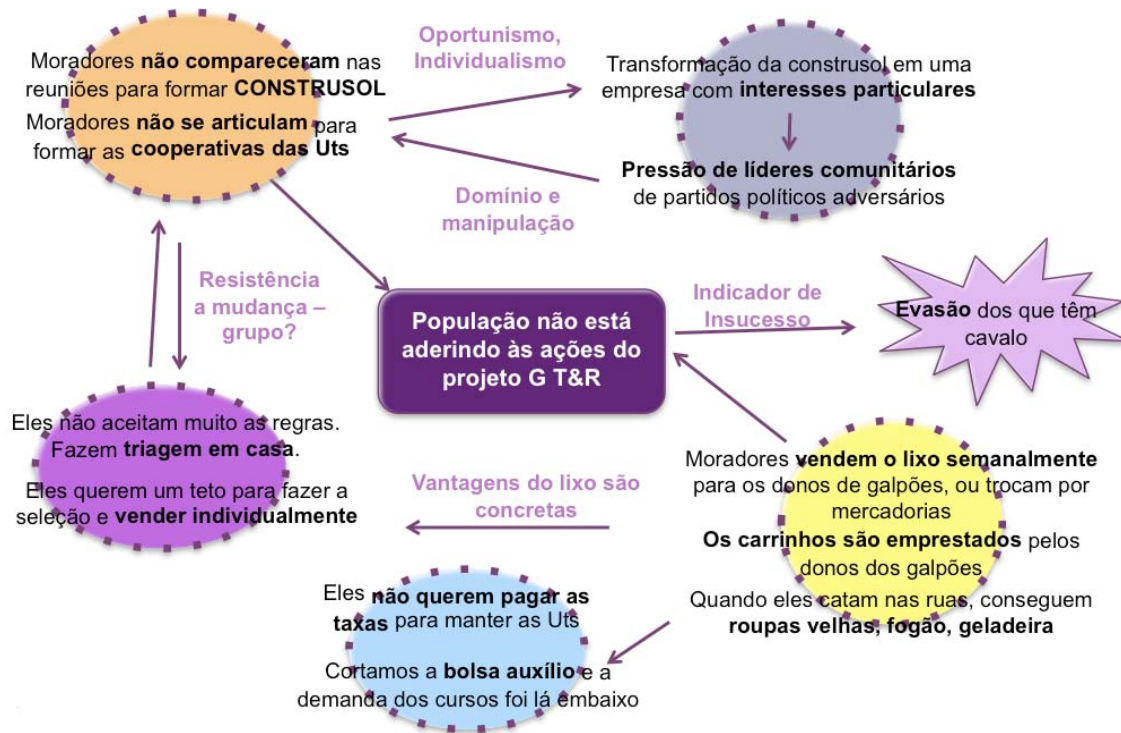 Moradores não compareceram nas
reuniões para formar CONSTRUSOL
Moradores não se articulam para
formar as cooperativas das Uts
Oportunismo,
Individualismo
Transformação da construsol em uma
empresa com interesses particulares
Pressão de líderes comunitários
de partidos políticos adversários
Domínio e
manipulação
Resistência
a mudança –
grupo?
População não está
aderindo às ações do
projeto G T&R
Indicador de
Insucesso
Evasão dos que têm
cavalo
Eles não aceitam muito as regras.
Fazem triagem em casa.
Eles querem um teto para fazer a
seleção e vender individualmente
Vantagens do lixo são
concretas
Moradores vendem o lixo semanalmente
para os donos de galpões, ou trocam por
mercadorias
Os carrinhos são emprestados pelos
donos dos galpões
Quando eles catam nas ruas, conseguem
roupas velhas, fogão, geladeira
Eles não querem pagar as
taxas para manter as Uts
Cortamos a bolsa auxílio e a
demanda dos cursos foi lá embaixo